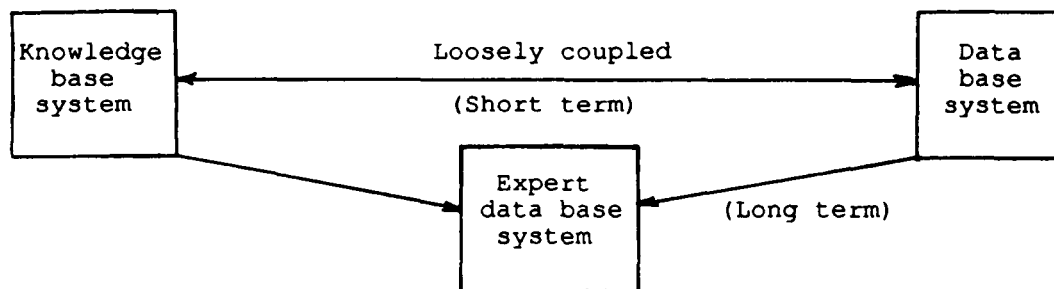 Knowledge
base
system
Loosely coupled
(Short term)
Data
base
system
Expert
data base
system
(Long term)